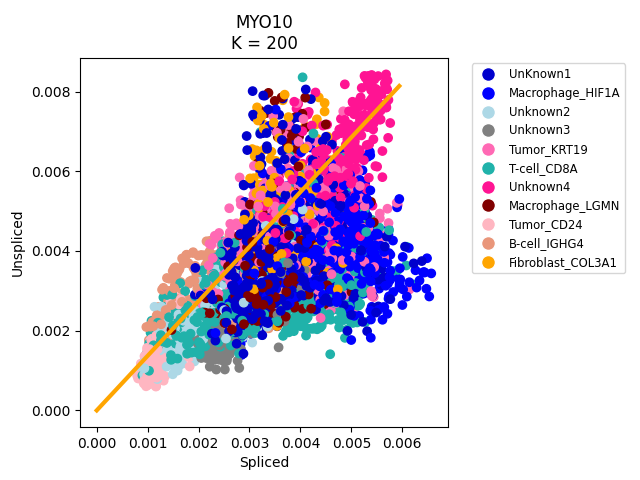 MYO10
K = 200
Unspliced
0.008
0.006
0.004
0.002
0.000
0.000 0.001 0.002 0.003 0.004 0.005 0.006
Spliced
UnKnown1
Macrophage_HIF1A
Unknown2
Unknown3
Tumor_KRT19
T-cell_CD8A
Unknown4
Macrophage_LGMN
Tumor_CD24
B-cell_IGHG4
Fibroblast_COL3A1